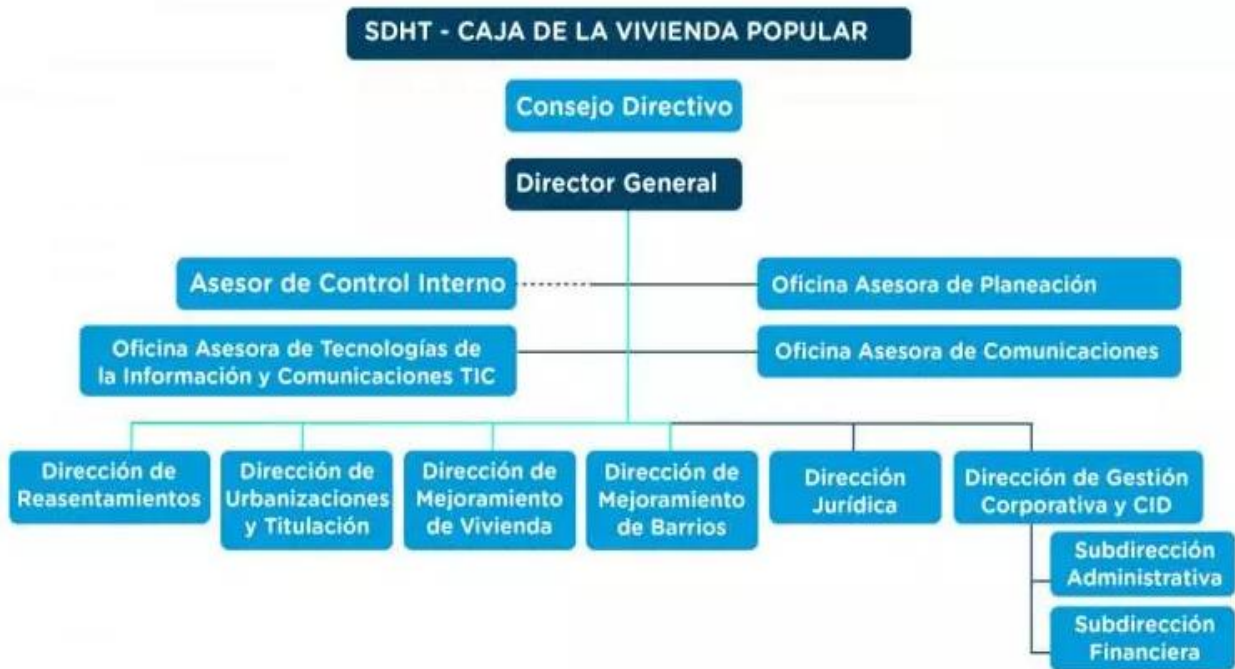 SDHT - CAJA DE LA VIVIENDA POPULAR
Consejo Directivo
Director General
Asesor de Control Interno
Oficina Asesora de Planeación
Oficina Asesora de Tecnologías de
la Información y Comunicaciones TIC
Oficina Asesora de Comunicaciones
Dirección de
Reasentamientos
Dirección de
Urbanizaciones
y Titulación
Dirección de
Mejoramiento
de Vivienda
Dirección de
Mejoramiento
de Barrios
Dirección
Jurídica
Dirección de Gestión
Corporativa y CID
Subdirección
Administrativa
Subdirección
Financiera